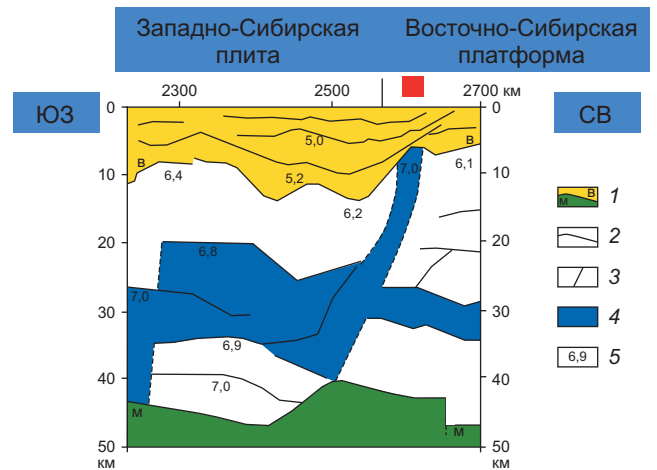 Западно-Сибирская
плита
Восточно-Сибирская
платформа
2300
2500
2700 км
ЮЗ
СВ
0
0
5,0
в
в
6,4
5,2
7,0
6,1
10
10
6,2
в
м
1
20
20
2
6,8
3
7,0
30
30
4
6,9
6,9
5
7,0
40
40
м
м
50
50
км
км